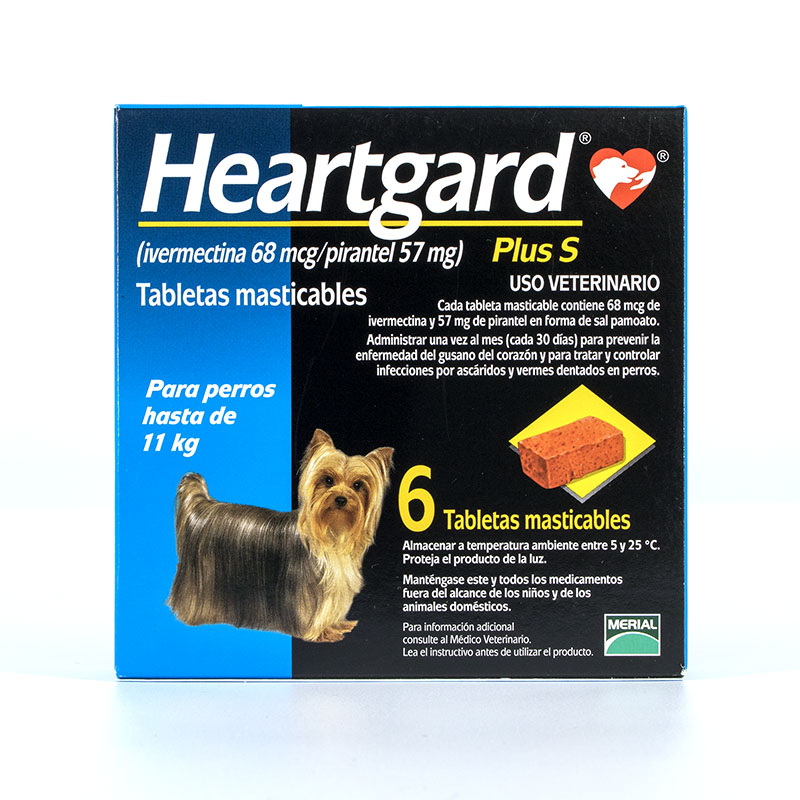 Heartgard®
®
(ivermectina 68 mcg/pirantel 57 mg) Plus S
Tabletas masticables
USO VETERINARIO
Cada tableta masticable contiene 68 mcg de
ivermectina y 57 mg de pirantel en forma de sal pamoato.
Administrar una vez al mes (cada 30 días) para prevenir la
enfermedad del gusano del corazón y para tratar y controlar
infecciones por ascáridos y vermes dentados en perros.
Para perros
hasta de
11 kg
6 Tabletas masticables
Almacenar a temperatura ambiente entre 5 y 25 °C.
Proteja el producto de la luz.
Manténgase este y todos los medicamentos
fuera del alcance de los niños y de los
animales domésticos.
Para información adicional
consulte al Médico Veterinario.
Lea el instructivo antes de utilizar el producto.
MERIAL